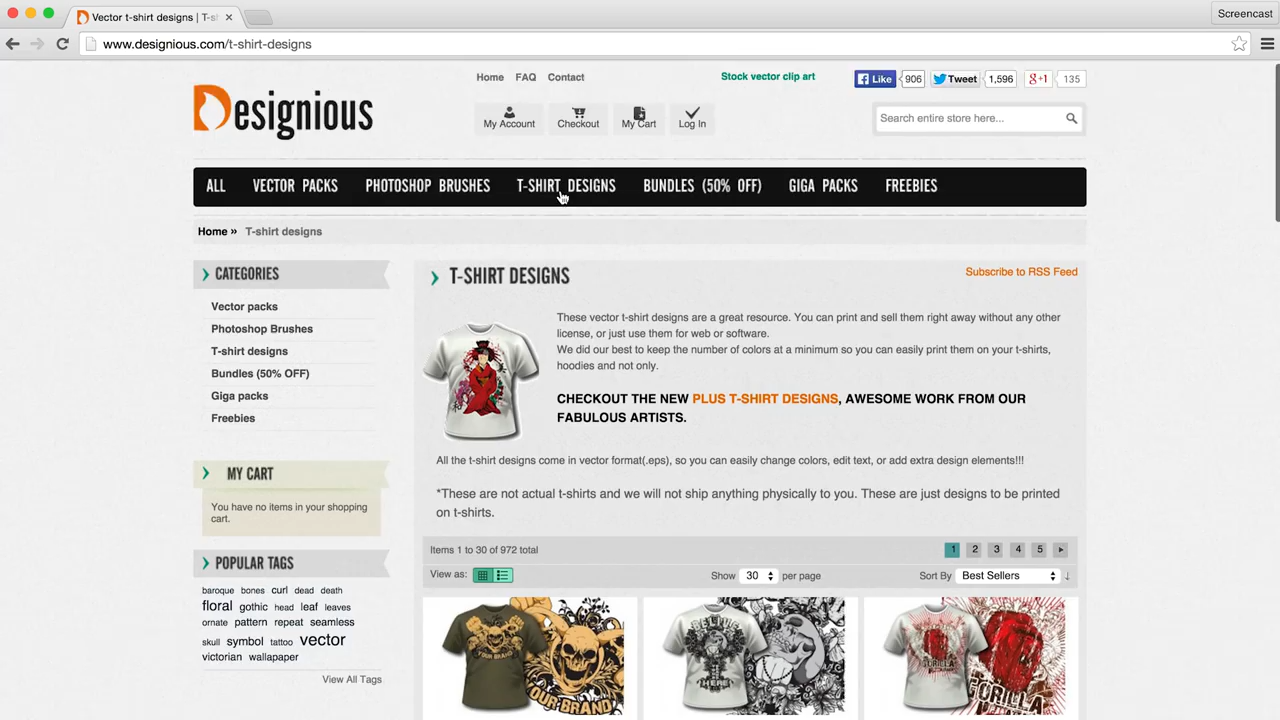 Vector t-shirt designs | T-s
Screencast
www.designious.com/t-shirt-designs
Home FAQ Contact
Stock vector clip art
Like 906 Tweet 1,596 +1 135
Designious
My Account Checkout My Cart Log In
Search entire store here...
ALL VECTOR PACKS PHOTOSHOP BRUSHES T-SHIRT DESIGNS BUNDLES (50% OFF) GIGA PACKS FREEBIES
Home » T-shirt designs
CATEGORIES
Vector packs
Photoshop Brushes
T-shirt designs
Bundles (50% OFF)
Giga packs
Freebies
MY CART
You have no items in your shopping
cart.
POPULAR TAGS
baroque bones curl dead death
floral gothic head leaf leaves
ornate pattern repeat seamless
skull symbol tattoo vector
victorian wallpaper
View All Tags
T-SHIRT DESIGNS
Subscribe to RSS Feed
These vector t-shirt designs are a great resource. You can print and sell them right away without any other
license, or just use them for web or software.
We did our best to keep the number of colors at a minimum so you can easily print them on your t-shirts,
hoodies and not only.
CHECKOUT THE NEW PLUS T-SHIRT DESIGNS, AWESOME WORK FROM OUR
FABULOUS ARTISTS.
All the t-shirt designs come in vector format(.eps), so you can easily change colors, edit text, or add extra design elements!!!
*These are not actual t-shirts and we will not ship anything physically to you. These are just designs to be printed
on t-shirts.
Items 1 to 30 of 972 total
1 2 3 4 5
View as:
Show 30 per page
Sort By Best Sellers
YOUR BRAND
YOUR BRAND
HERE
GORILLA
GORILLA